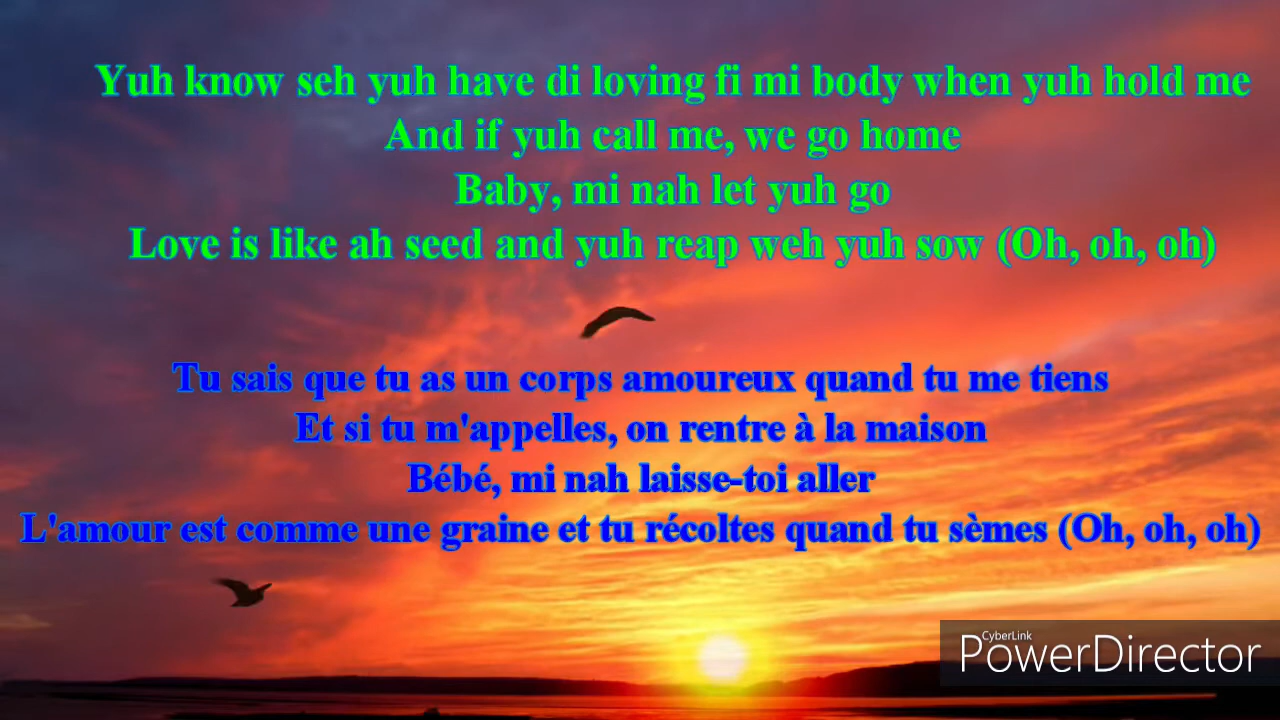 Yuh know seh yuh have di loving fi mi body when yuh hold me
And if yuh call me, we go home
Baby, mi nah let yuh go
Love is like ah seed and yuh reap weh yuh sow (Oh, oh, oh)
Tu sais que tu as un corps amoureux quand tu me tiens
Et si tu m'appelles, on rentre à la maison
Bébé, mi nah laisse-toi aller
L'amour est comme une graine et tu récoltes quand tu sèmes (Oh, oh, oh)
CyberLink
PowerDirector